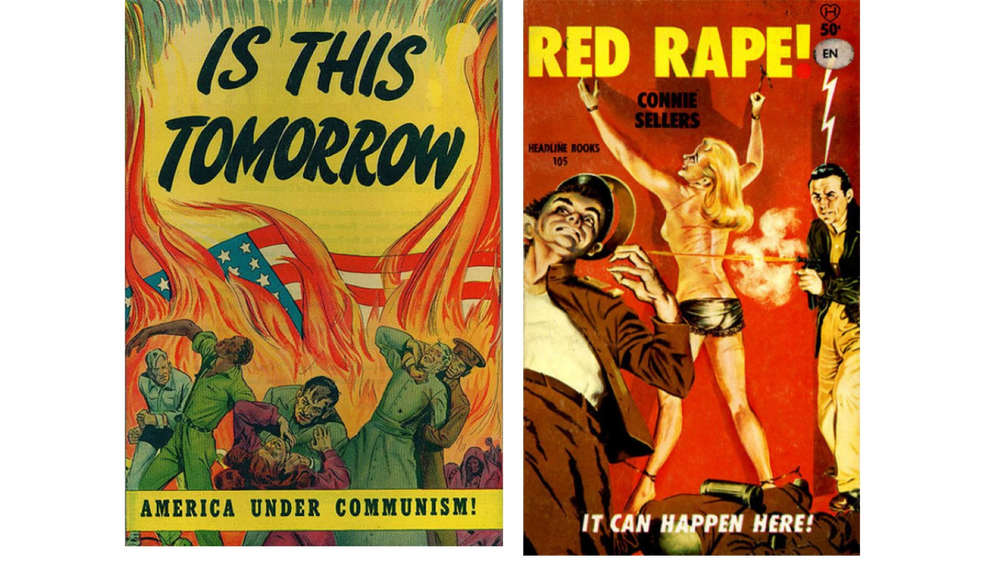 IS THIS
TOMORROW
AMERICA UNDER COMMUNISM!
H
50¢
RED RAPE!
EN
CONNIE
SELLERS
HEADLINE BOOKS
105
IT CAN HAPPEN HERE!